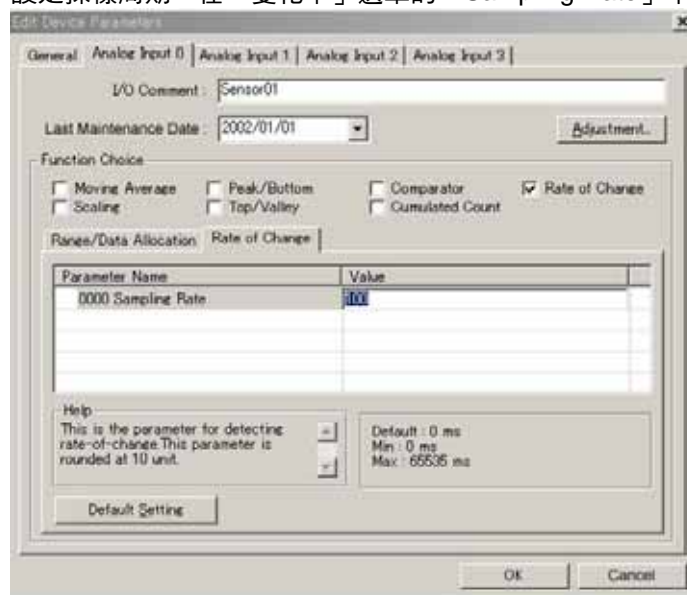 Edit Device Parameters
General Analog Input 0 Analog Input 1 Analog Input 2 Analog Input 3
I/O Comment : Sensor01
Last Maintenance Date : 2002/01/01 Adjustment...
Function Choice
Moving Average Peak/Bottom Comparator Rate of Change
Scaling Top/Valley Cumulated Count
Range/Data Allocation Rate of Change
Parameter Name Value
0000 Sampling Rate 100
Help
This is the parameter for detecting
rate-of-change.This parameter is
rounded at 10 unit.
Default : 0 ms
Min : 0 ms
Max : 65535 ms
Default Setting
OK Cancel